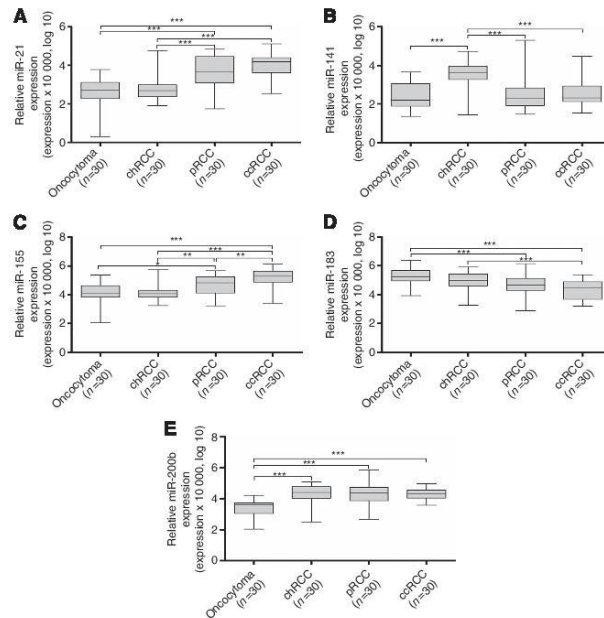 A
Relative miR-21
expression
(expression x 10 000, log 10)
6
4
2
0
***
***
***
***
Oncocytoma
(n=30)
chRCC
(n=30)
pRCC
(n=30)
ccRCC
(n=30)
B
Relative miR-141
expression
(expression x 10 000, log 10)
6
4
2
0
***
***
***
Oncocytoma
(n=30)
chRCC
(n=30)
pRCC
(n=30)
ccRCC
(n=30)
C
Relative miR-155
expression
(expression x 10 000, log 10)
8
6
4
2
0
***
***
*
**
**
Oncocytoma
(n=30)
chRCC
(n=30)
pRCC
(n=30)
ccRCC
(n=30)
D
Relative miR-183
expression
(expression x 10 000, log 10)
8
6
4
2
0
***
***
***
Oncocytoma
(n=30)
chRCC
(n=30)
pRCC
(n=30)
ccRCC
(n=30)
E
Relative miR-200b
expression
(expression x 10 000, log 10)
8
6
4
2
0
***
***
***
Oncocytoma
(n=30)
chRCC
(n=30)
pRCC
(n=30)
ccRCC
(n=30)